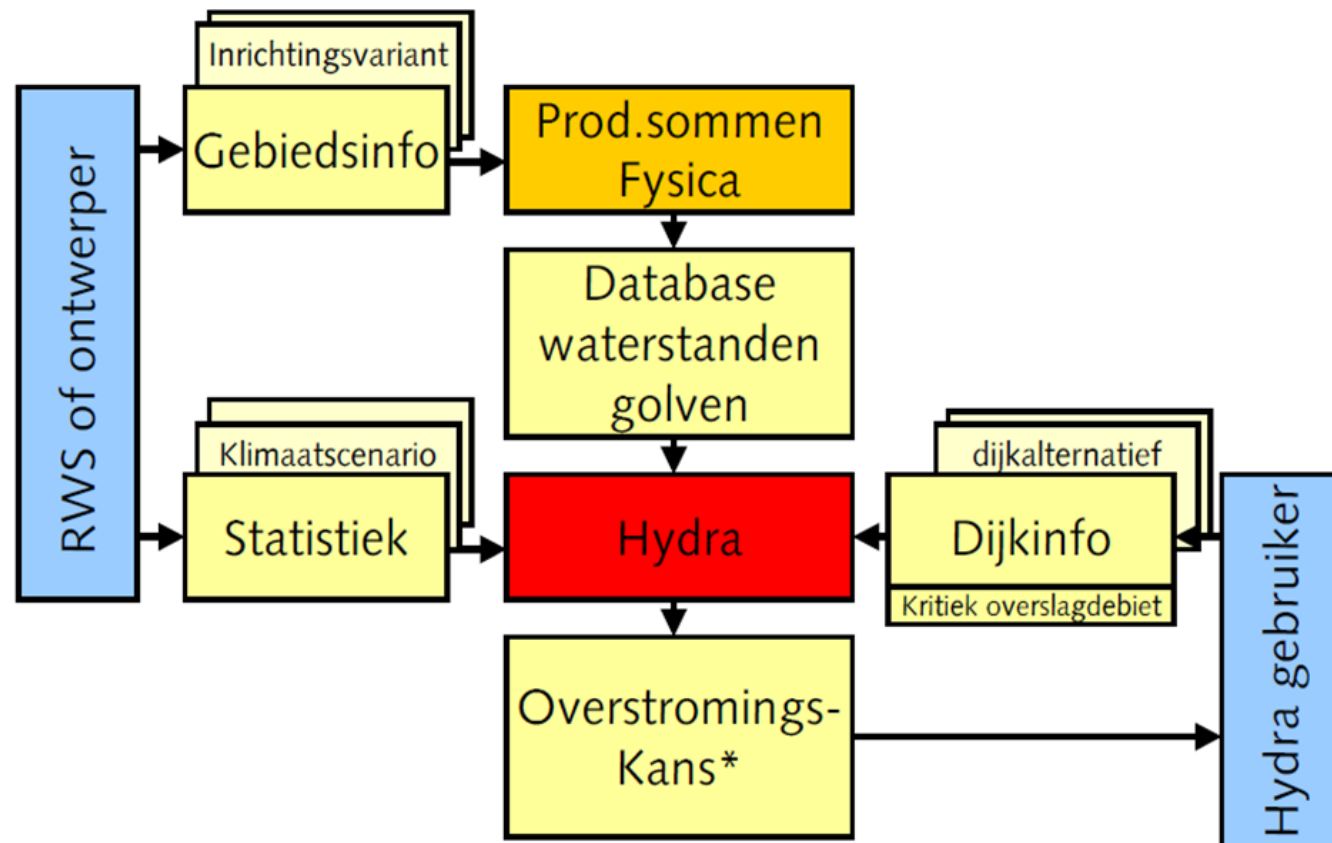 RWS of ontwerper
Inrichtingsvariant
Gebiedsinfo
Prod.sommen
Fysica
Database
waterstanden
golven
Klimaatscenario
Statistiek
Hydra
dijkalternatief
Dijkinfo
Kritiek overslagdebiet
Overstromings-
Kans*
Hydra gebruiker